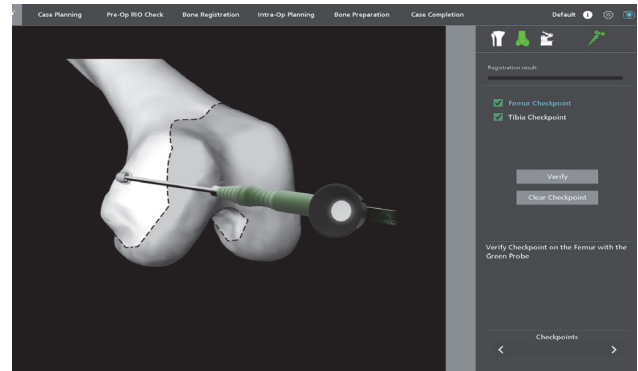 Case Planning Pre-Op RIO Check Bone Registration Intra-Op Planning Bone Preparation Case Completion Default
Registration result
Femur Checkpoint
Tibia Checkpoint
Verify
Clear Checkpoint
Verify Checkpoint on the Femur with the
Green Probe
Checkpoints